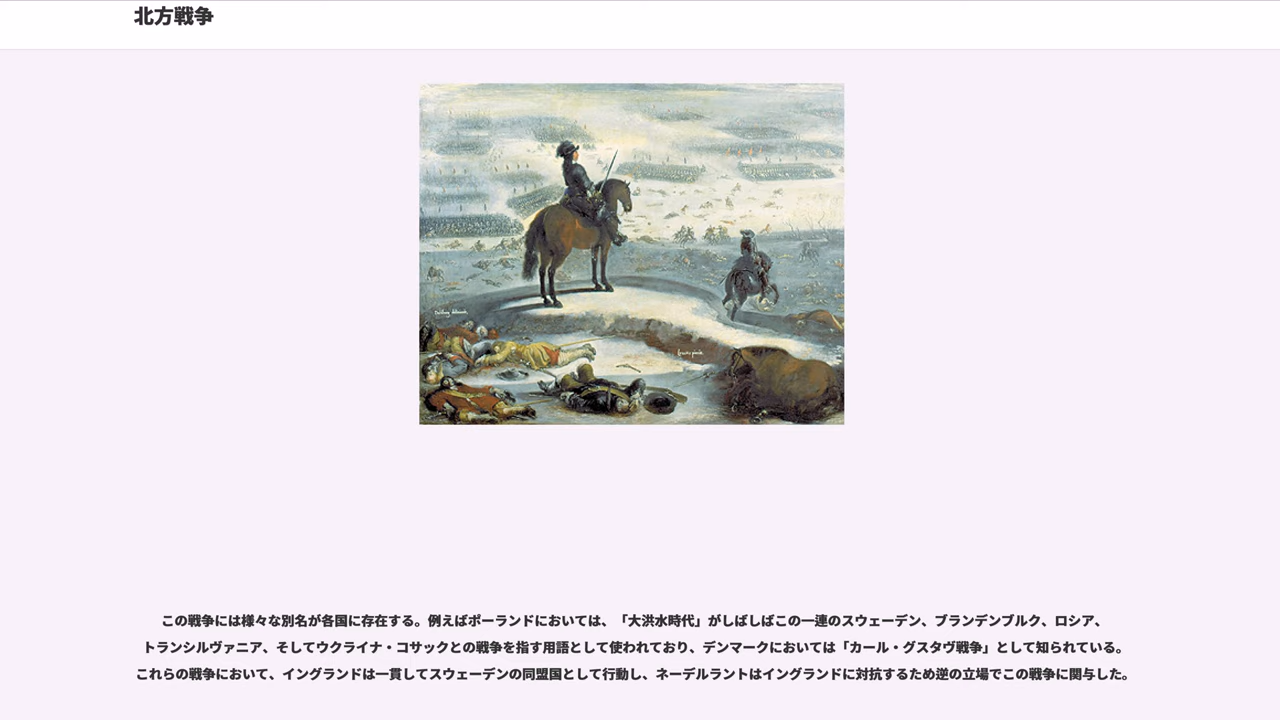 北方戦争
この戦争には様々な別名が各国に存在する。例えばポーランドにおいては、「大洪水時代」がしばしばこの一連のスウェーデン、ブランデンブルク、ロシア、
トランシルヴァニア、そしてウクライナ・コサックとの戦争を指す用語として使われており、デンマークにおいては「カール・グスタヴ戦争」として知られている。
これらの戦争において、イングランドは一貫してスウェーデンの同盟国として行動し、ネーデルラントはイングランドに対抗するため逆の立場でこの戦争に関与した。